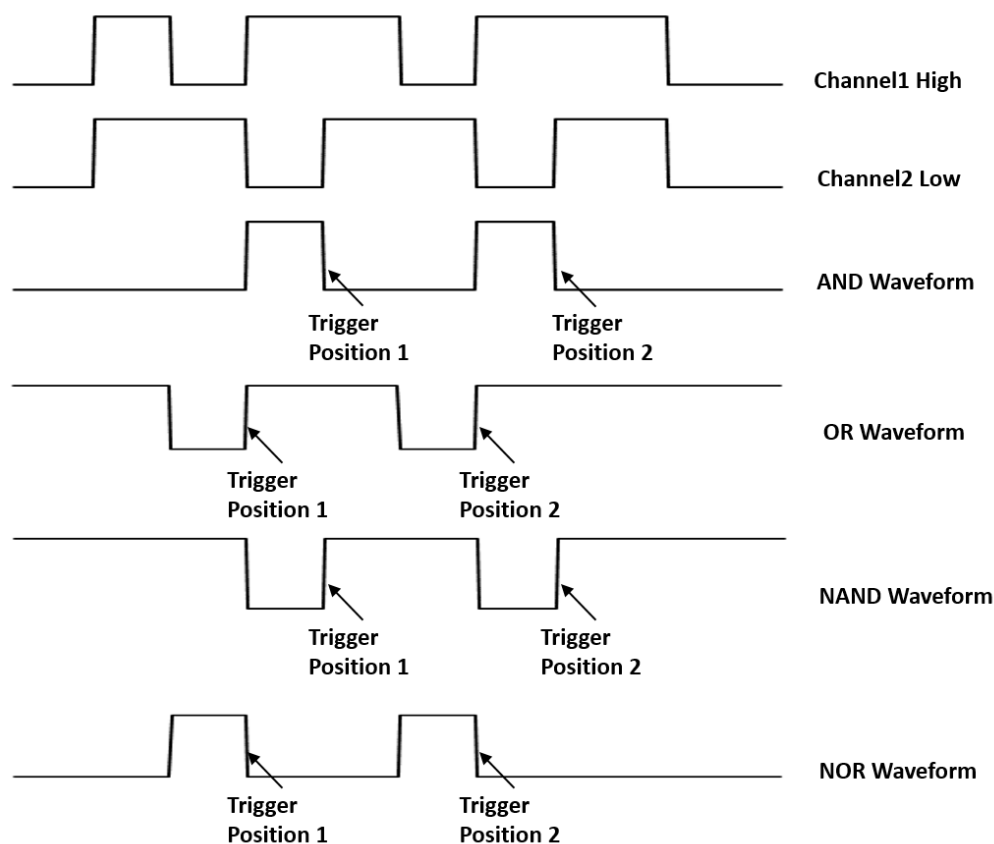 Channel1 High
Channel2 Low
AND Waveform
Trigger
Position 1
Trigger
Position 2
OR Waveform
Trigger
Position 1
Trigger
Position 2
NAND Waveform
Trigger
Position 1
Trigger
Position 2
NOR Waveform
Trigger
Position 1
Trigger
Position 2